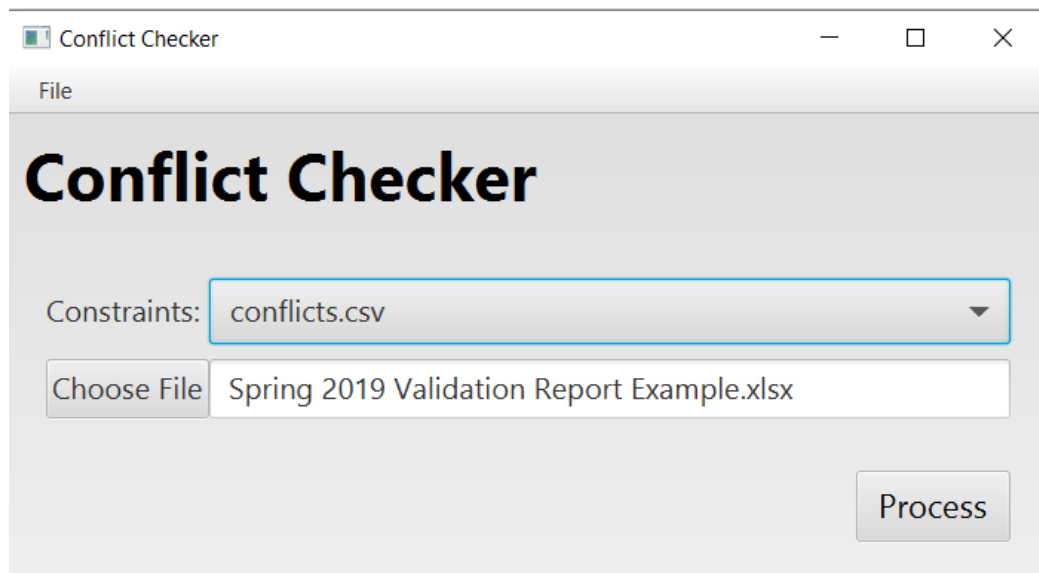 Conflict Checker
File
Conflict Checker
Constraints: conflicts.csv
Choose File Spring 2019 Validation Report Example.xlsx
Process